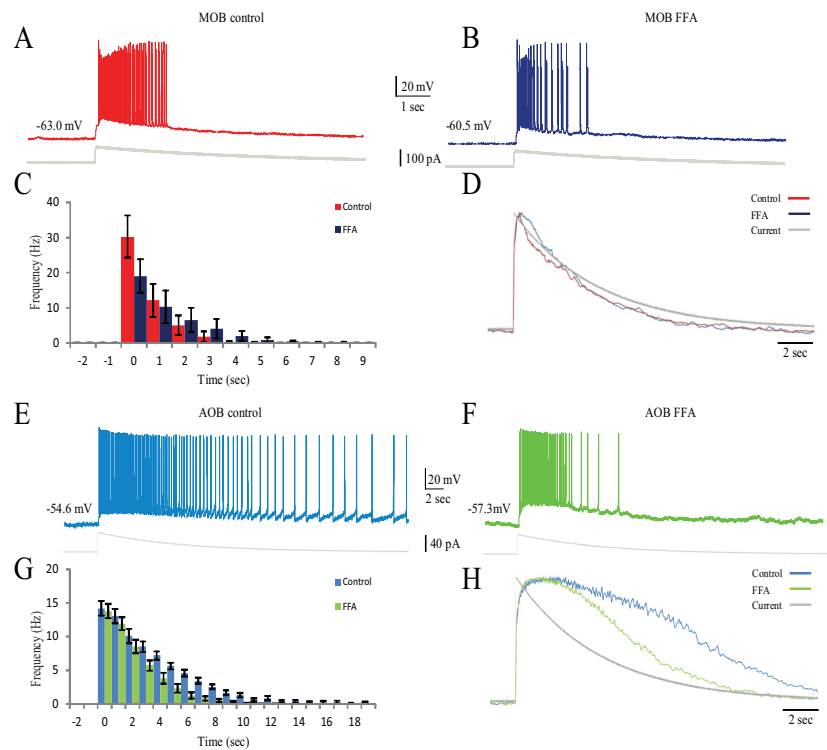 MOB control
MOB FFA
A
B
-63.0 mV
20 mV
1 sec
-60.5 mV
100 pA
C
D
40
30
20
10
0
Frequency (Hz)
Control
FFA
-2 -1 0 1 2 3 4 5 6 7 8 9
Time (sec)
Control
FFA
Current
2 sec
AOB control
AOB FFA
E
F
-54.6 mV
20 mV
2 sec
-57.3mV
40 pA
G
H
20
15
10
5
0
Frequency (Hz)
Control
FFA
-2 0 2 4 6 8 10 12 14 16 18
Time (sec)
Control
FFA
Current
2 sec